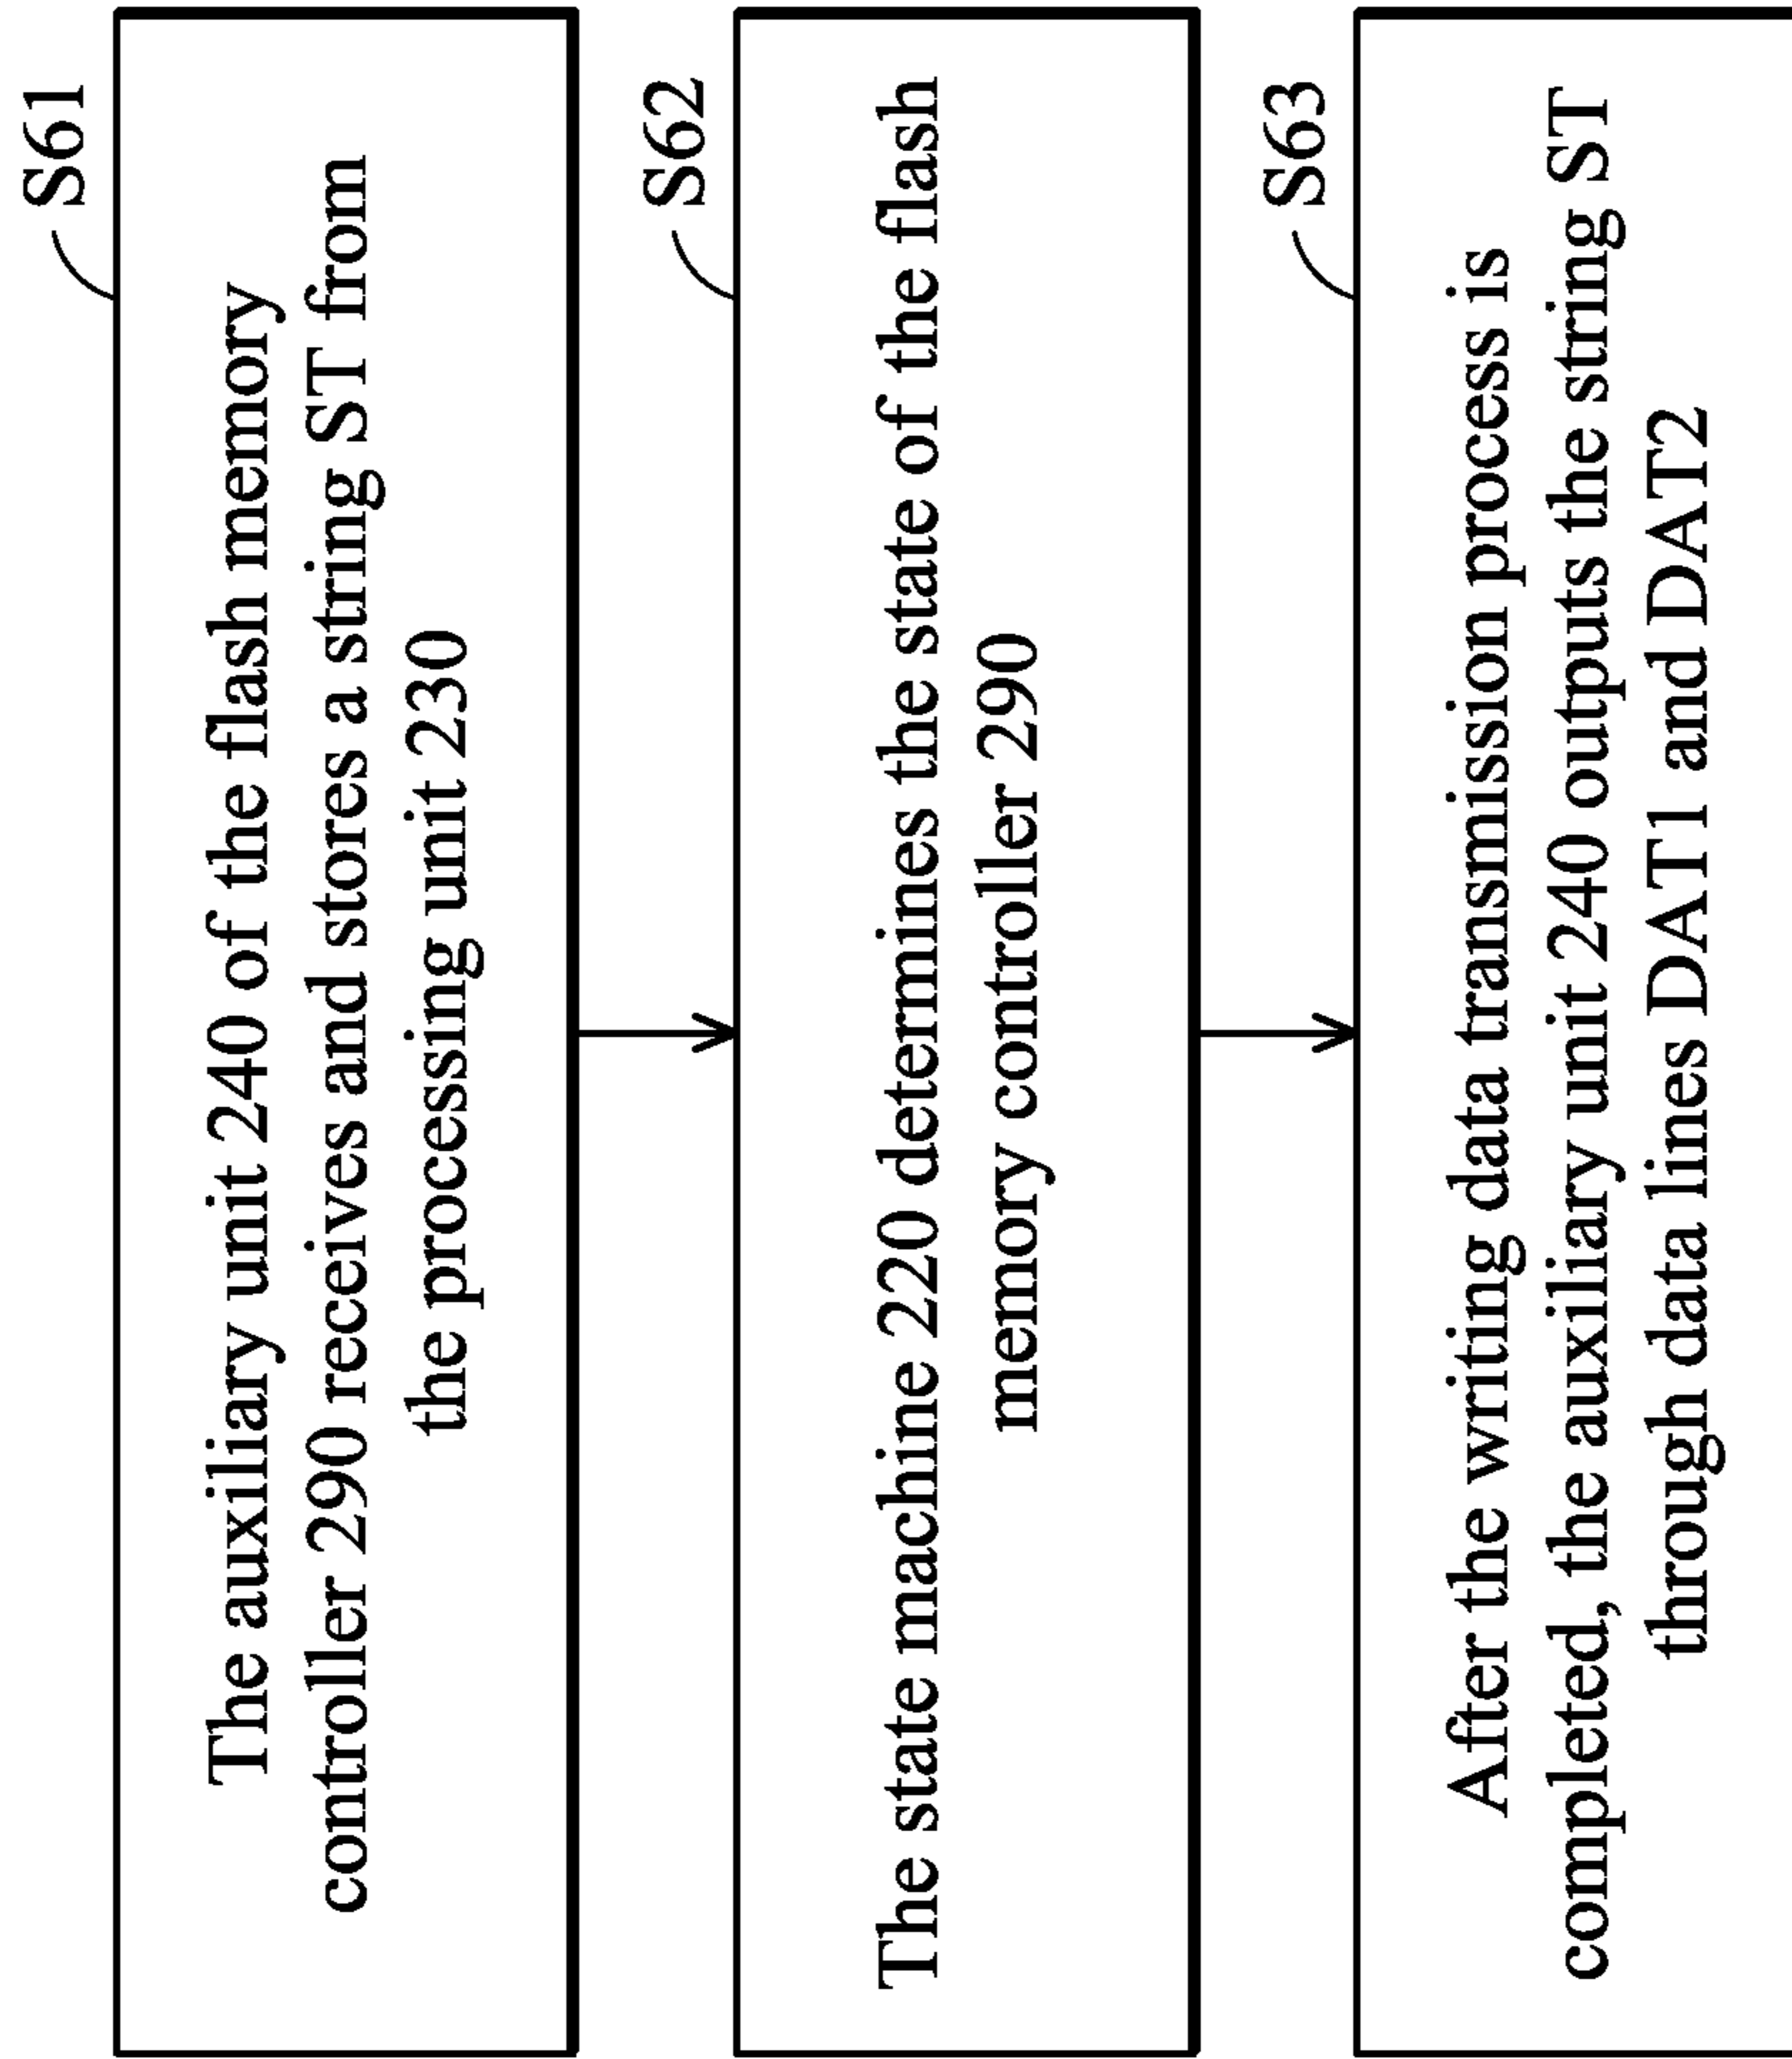 S61
The auxiliary unit 240 of the flash memory
controller 290 receives and stores a string ST from
the processing unit 230
S62
The state machine 220 determines the state of the flash
memory controller 290
S63
After the writing data transmission process is
completed, the auxiliary unit 240 outputs the string ST
through data lines DAT1 and DAT2